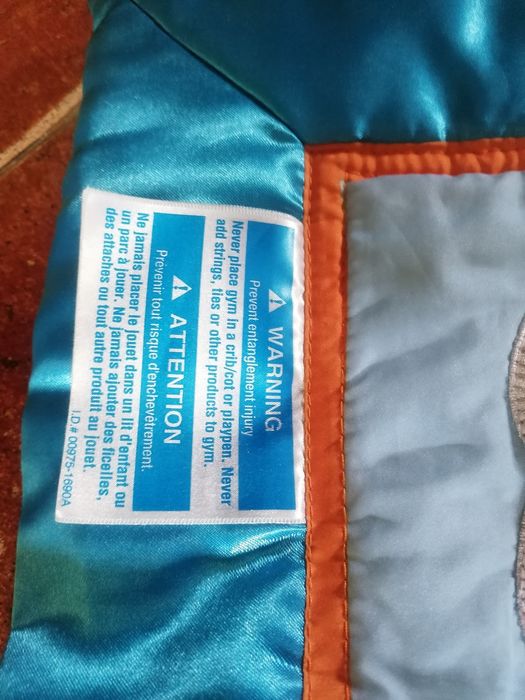 ⚠ WARNING
Prevent entanglement injury
Never place gym in a crib/cot or playpen. Never
add strings, ties or other products to gym.
⚠ ATTENTION
Prévenir tout risque d'enchevêtrement.
Ne jamais placer le jouet dans un lit d'enfant ou
un parc à jouer. Ne jamais ajouter des ficelles,
des attaches ou tout autre produit au jouet.
I.D.# 00975-1690A